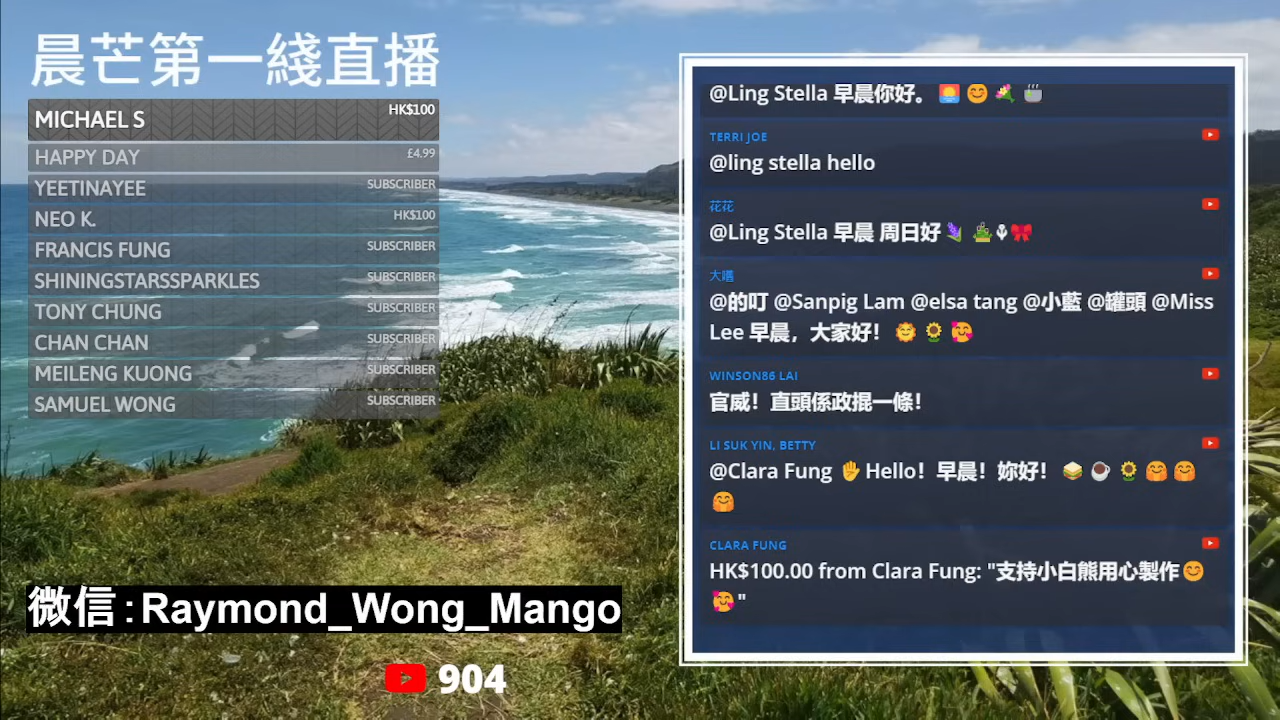 晨芒第一綫直播
MICHAEL S HK$100
HAPPY DAY £4.99
YEETINAYEE SUBSCRIBER
NEO K. HK$100
FRANCIS FUNG SUBSCRIBER
SHININGSTARSSPARKLES SUBSCRIBER
TONY CHUNG SUBSCRIBER
CHAN CHAN SUBSCRIBER
MEILENG KUONG SUBSCRIBER
SAMUEL WONG SUBSCRIBER
微信:Raymond_Wong_Mango
904
@Ling Stella 早晨你好。🌅😊💐🍵
TERRI JOE
@ling stella hello
花花
@Ling Stella 早晨 周日好🪻🎍🎙🎀
大嚿
@的叮 @Sanpig Lam @elsa tang @小藍 @罐頭 @Miss
Lee 早晨，大家好！🌞🌻🥰
WINSON86 LAI
官威！直頭係政掍一條！
LI SUK YIN, BETTY
@Clara Fung ✋Hello！早晨！妳好！🥪☕🌻🤗🤗
🤗
CLARA FUNG
HK$100.00 from Clara Fung: "支持小白熊用心製作😊
🥰"